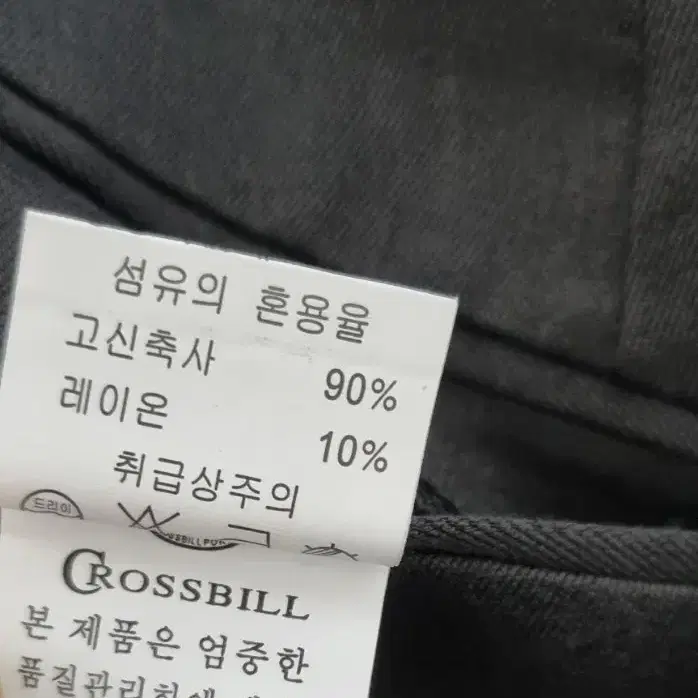 섬유의 혼용율
고신축사 90%
레이온 10%
취급상주의
드라이
CROSSBILL
본 제품은 엄중한